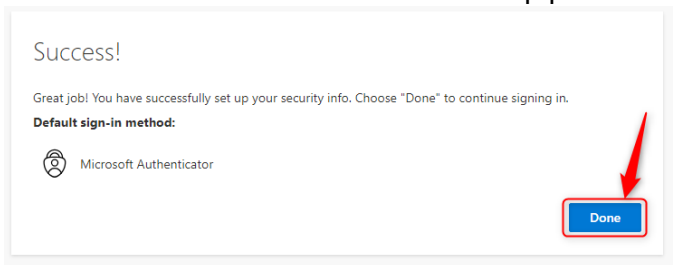 Success!
Great job! You have successfully set up your security info. Choose "Done" to continue signing in.
Default sign-in method:
Microsoft Authenticator
Done